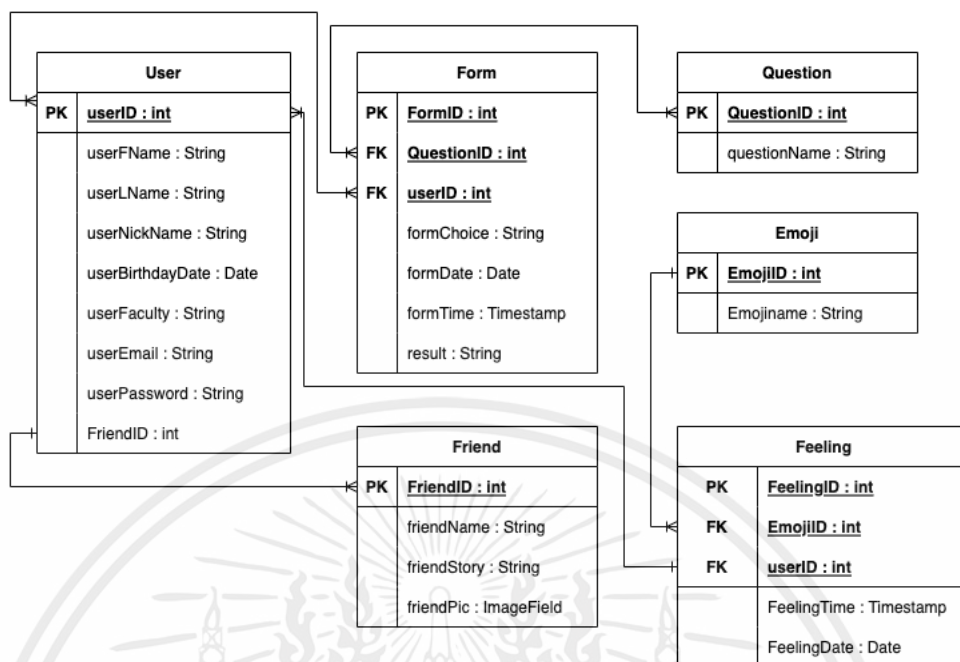 User
PK userID : int
userFName : String
userLName : String
userNickName : String
userBirthdayDate : Date
userFaculty : String
userEmail : String
userPassword : String
FriendID : int
Form
PK FormID : int
FK QuestionID : int
FK userID : int
formChoice : String
formDate : Date
formTime : Timestamp
result : String
Question
PK QuestionID : int
questionName : String
Emoji
PK EmojiID : int
Emojiname : String
Friend
PK FriendID : int
friendName : String
friendStory : String
friendPic : ImageField
Feeling
PK FeelingID : int
FK EmojiID : int
FK userID : int
FeelingTime : Timestamp
FeelingDate : Date